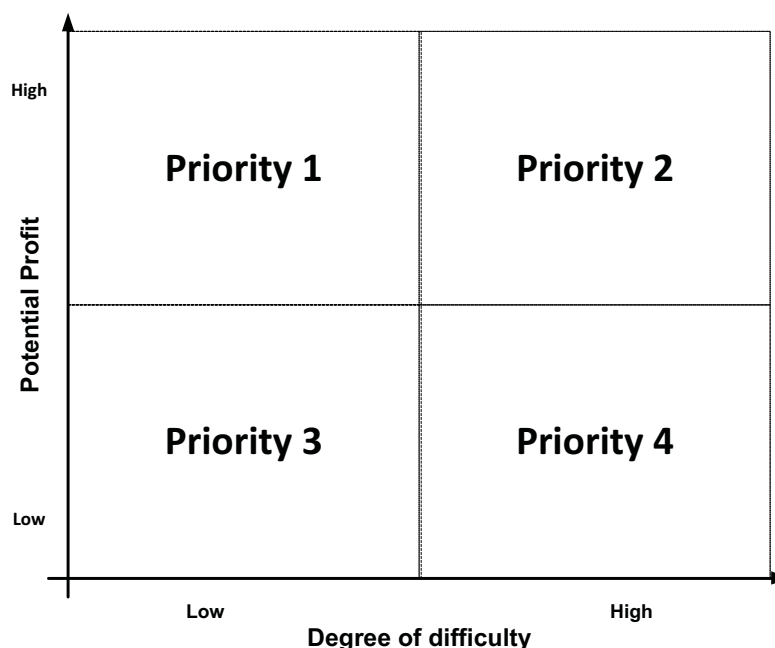 High
Priority 1
Priority 2
Potential Profit
Priority 3
Priority 4
Low
Low
High
Degree of difficulty